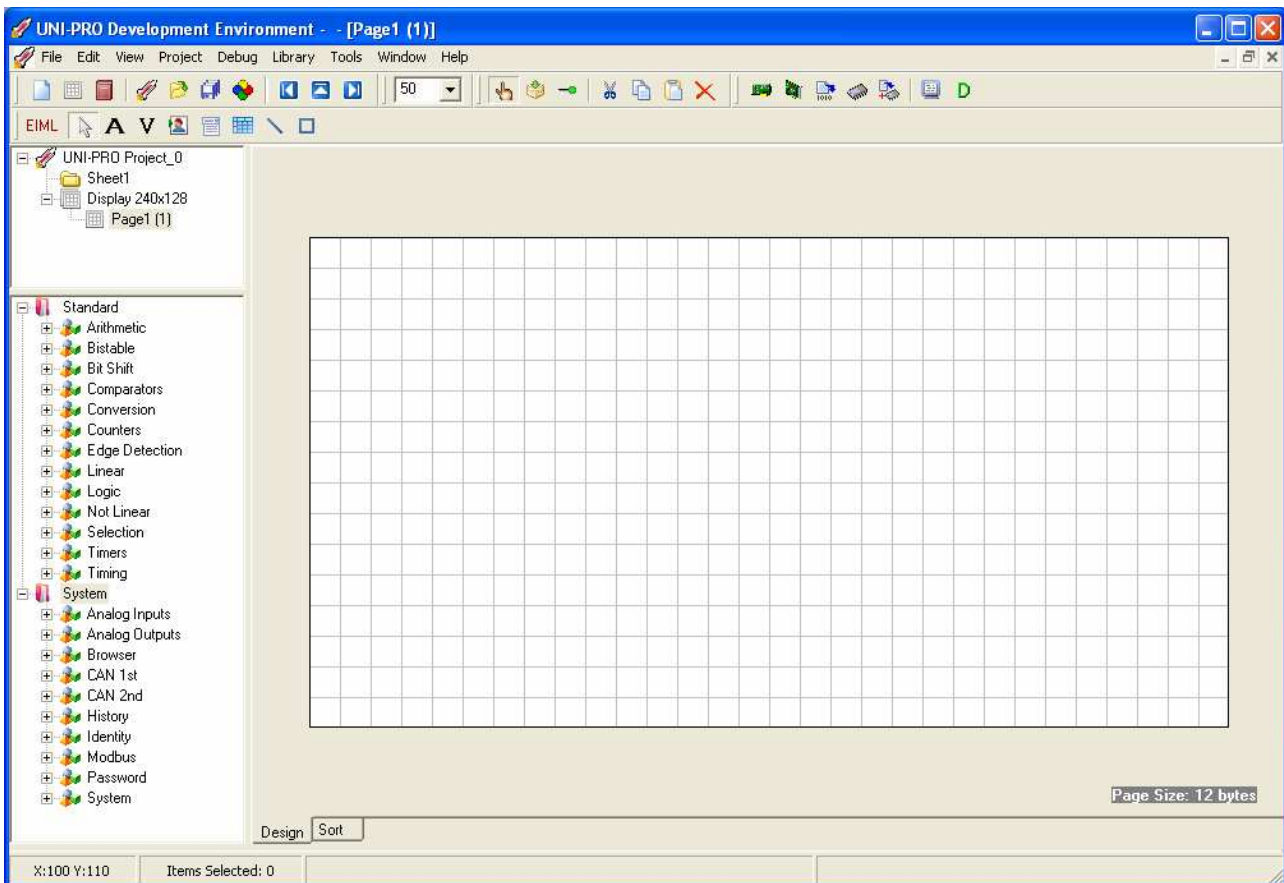 UNI-PRO Development Environment - - [Page1 (1)]
File Edit View Project Debug Library Tools Window Help
50
D
EIML A V
UNI-PRO Project_0
Sheet1
Display 240x128
Page1 (1)
Standard
Arithmetic
Bistable
Bit Shift
Comparators
Conversion
Counters
Edge Detection
Linear
Logic
Not Linear
Selection
Timers
Timing
System
Analog Inputs
Analog Outputs
Browser
CAN 1st
CAN 2nd
History
Identity
Modbus
Password
System
Page Size: 12 bytes
Design Sort
X:100 Y:110 Items Selected: 0